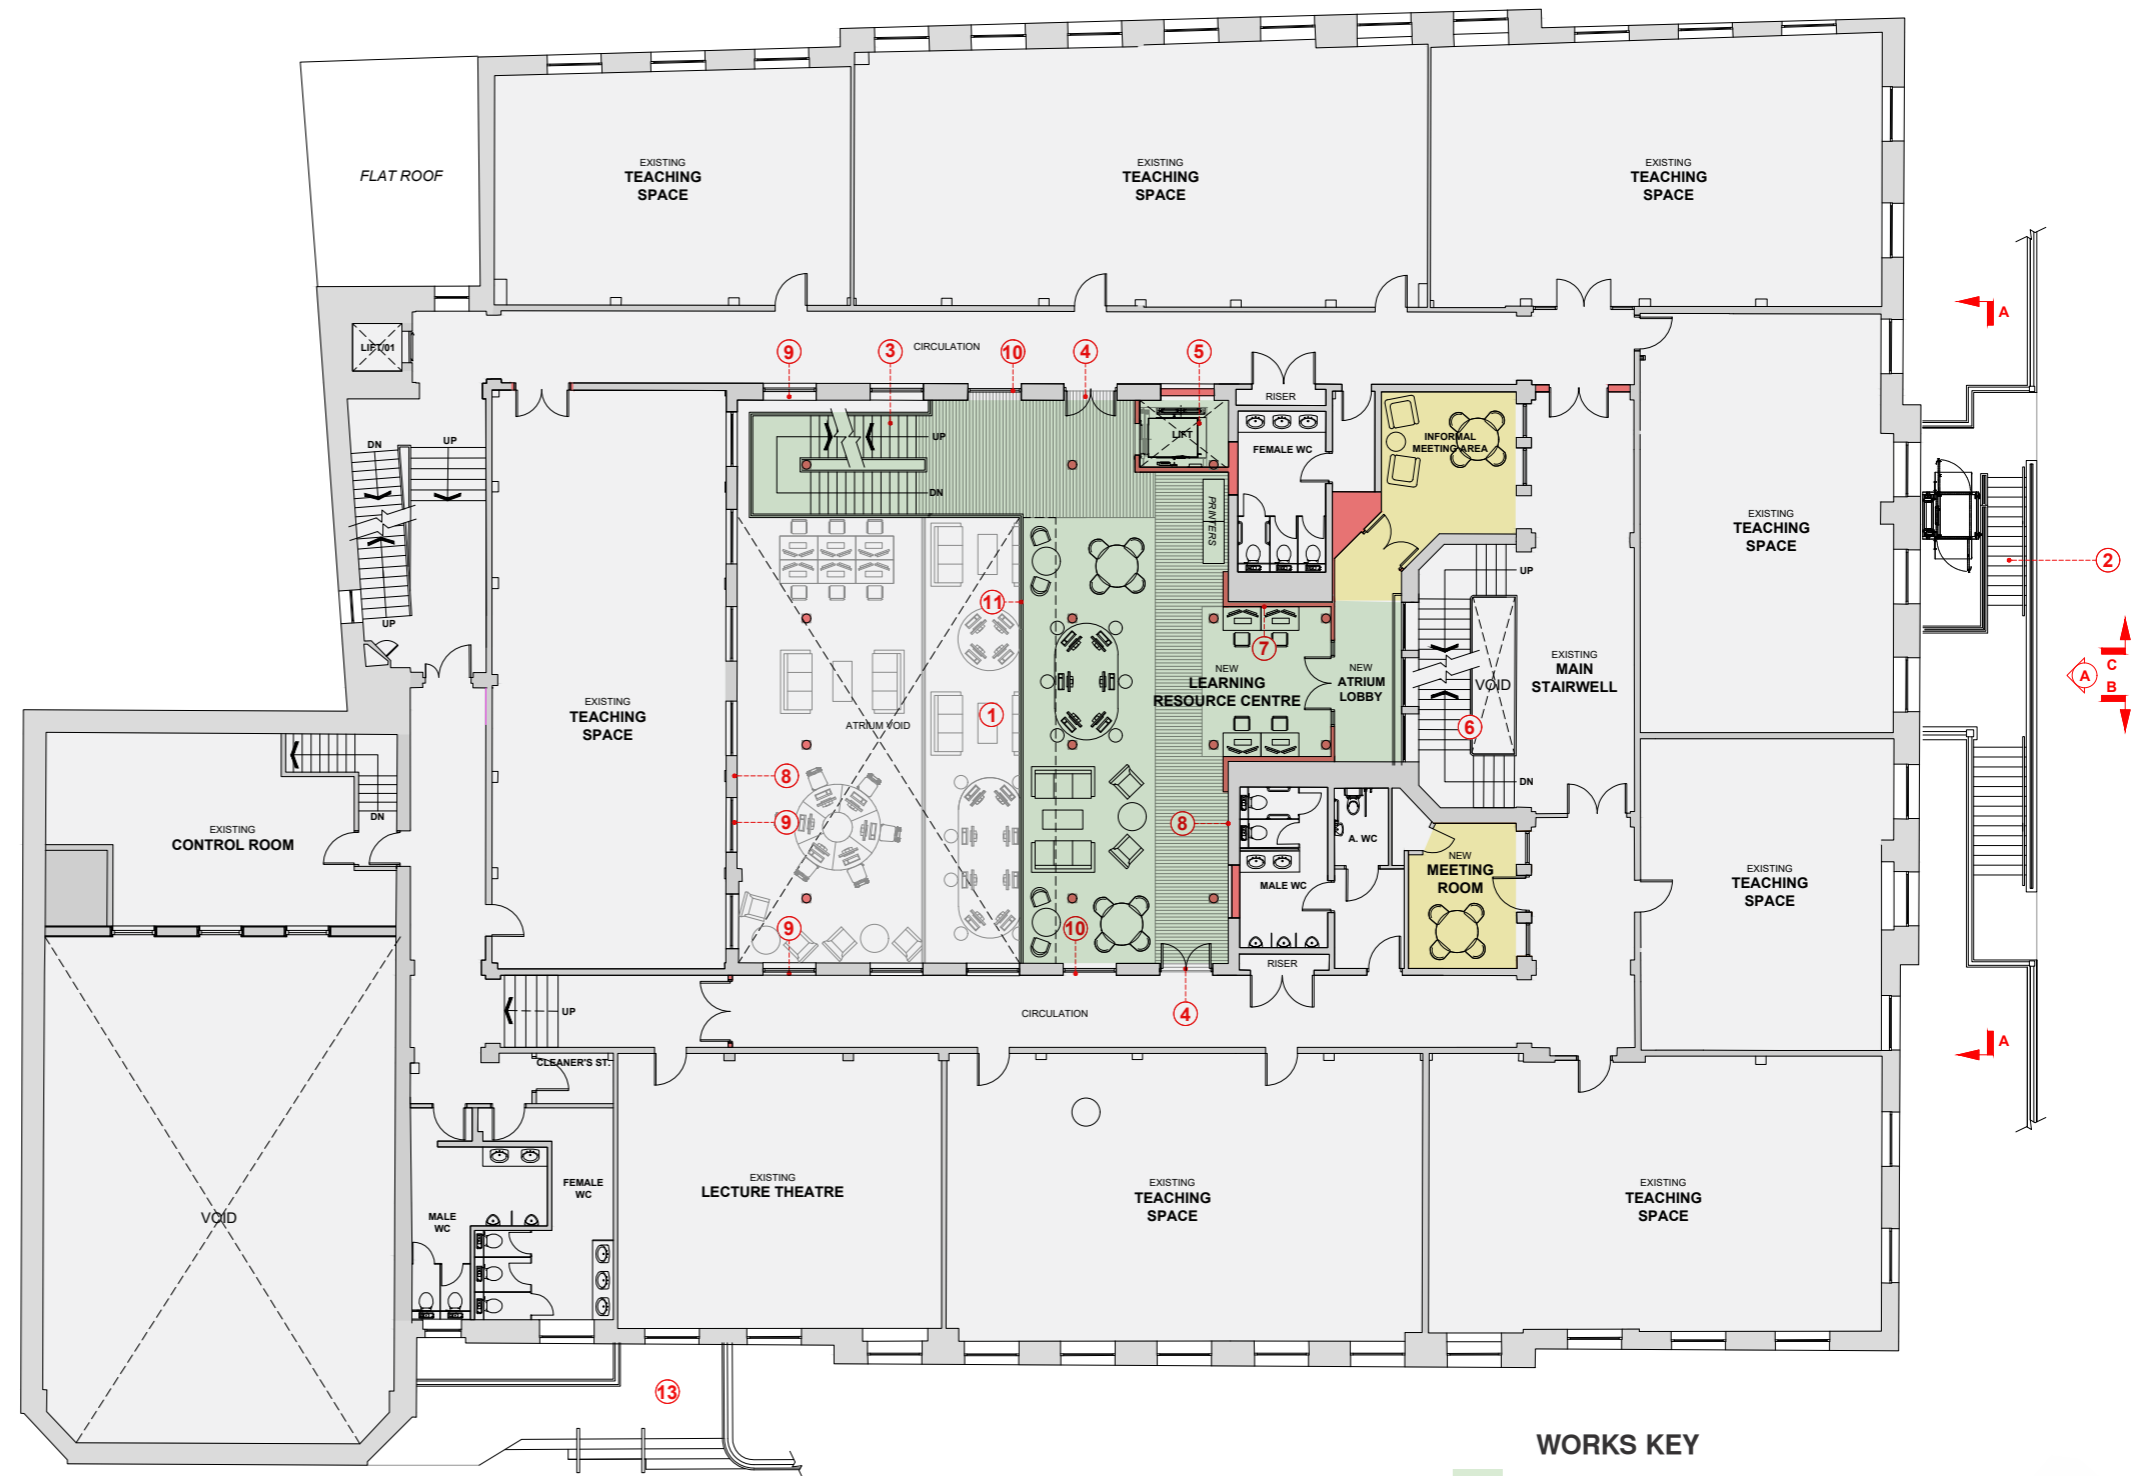 FLAT ROOF
EXISTING
TEACHING
SPACE
EXISTING
TEACHING
SPACE
EXISTING
TEACHING
SPACE
A
LIFT/01
9
3
CIRCULATION
10
4
5
RISER
UP
LIFT
FEMALE WC
INFORMAL
MEETING AREA
DN
UP
DN
PRINTERS
EXISTING
TEACHING
SPACE
UP
2
UP
11
7
EXISTING
TEACHING
SPACE
ATRIUM VOID
1
NEW
LEARNING
RESOURCE CENTRE
NEW
ATRIUM
LOBBY
VOID
6
EXISTING
MAIN
STAIRWELL
C
A
B
8
DN
DN
EXISTING
CONTROL ROOM
9
8
A. WC
NEW
MEETING
ROOM
EXISTING
TEACHING
SPACE
MALE WC
9
10
RISER
UP
CIRCULATION
4
A
CLEANER'S ST.
FEMALE
WC
MALE
WC
VOID
EXISTING
LECTURE THEATRE
EXISTING
TEACHING
SPACE
EXISTING
TEACHING
SPACE
13
WORKS KEY